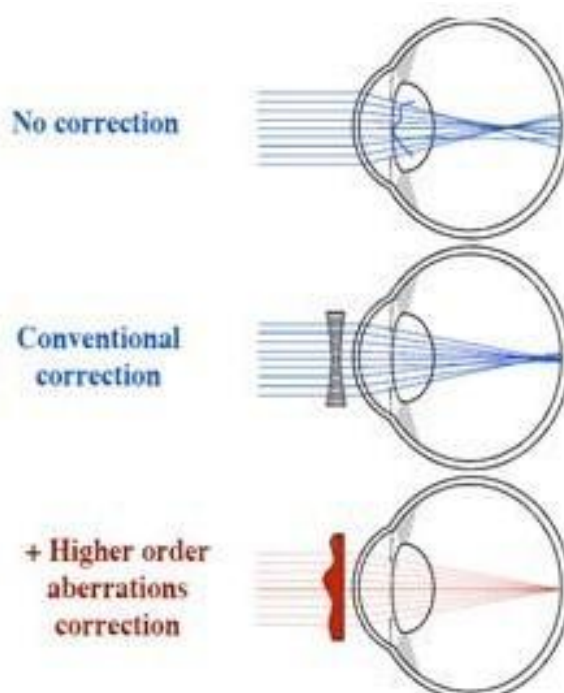 No correction
Conventional
correction
+ Higher order
aberrations
correction